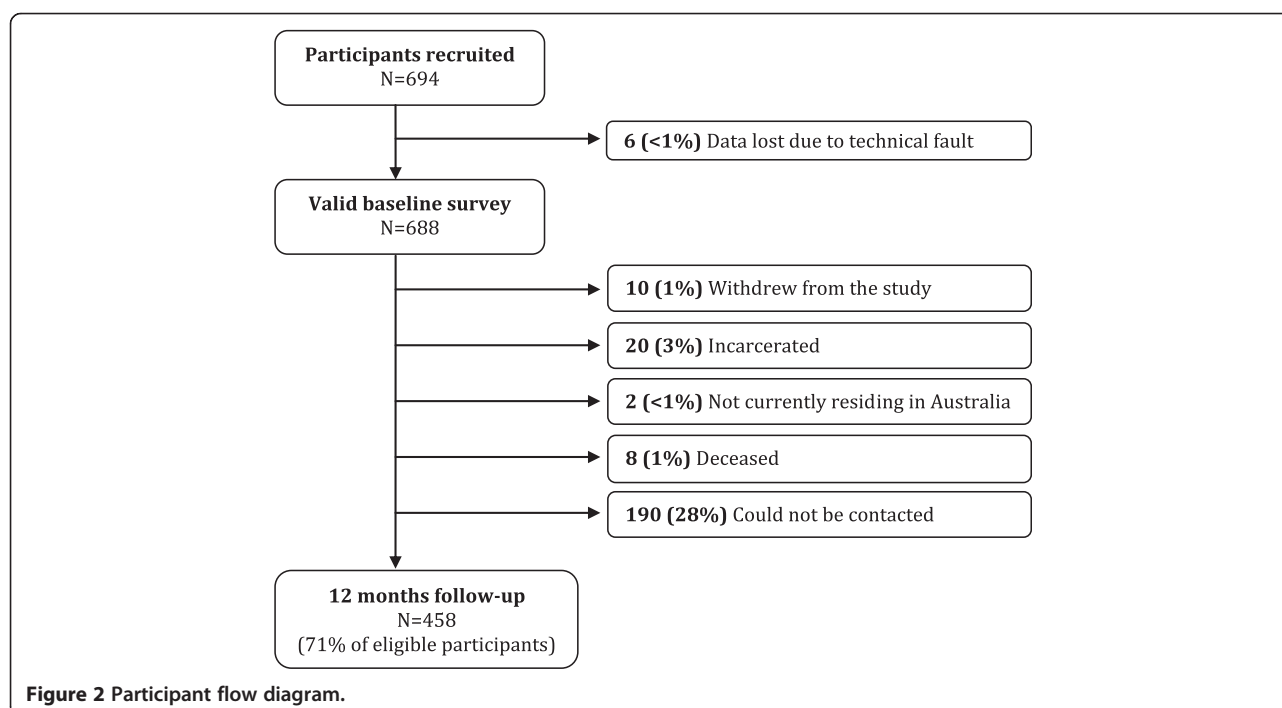 Participants recruited
N=694
6 (<1%) Data lost due to technical fault
Valid baseline survey
N=688
10 (1%) Withdrew from the study
20 (3%) Incarcerated
2 (<1%) Not currently residing in Australia
8 (1%) Deceased
190 (28%) Could not be contacted
12 months follow-up
N=458
(71% of eligible participants)
Figure 2 Participant flow diagram.